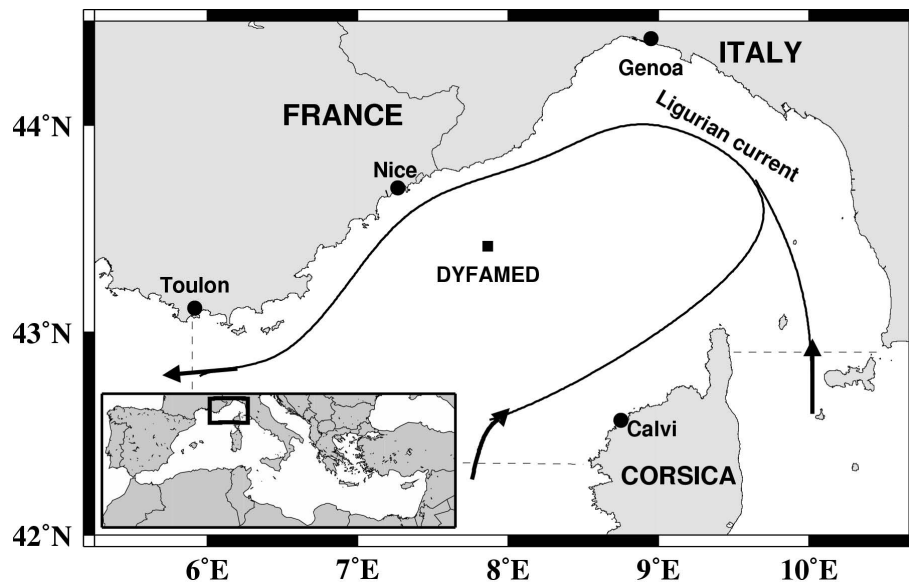 ITALY
Genoa
FRANCE
Ligurian current
44°N
Nice
DYFAMED
Toulon
43°N
Calvi
CORSICA
42°N
6°E 7°E 8°E 9°E 10°E